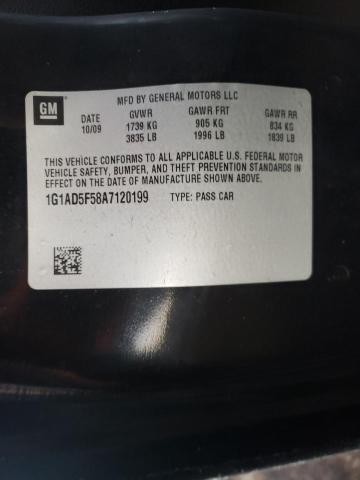 GM
MFD BY GENERAL MOTORS LLC
DATE GVWR GAWR FRT GAWR RR
10/09 1739 KG 905 KG 834 KG
3835 LB 1996 LB 1839 LB
THIS VEHICLE CONFORMS TO ALL APPLICABLE U.S. FEDERAL MOTOR
VEHICLE SAFETY, BUMPER, AND THEFT PREVENTION STANDARDS IN
EFFECT ON THE DATE OF MANUFACTURE SHOWN ABOVE.
1G1AD5F58A7120199 TYPE: PASS CAR